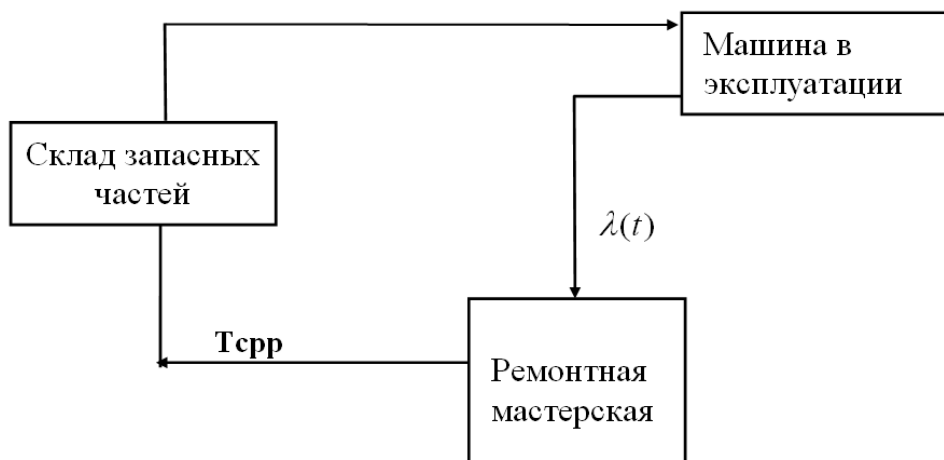 Машина в
эксплуатации
Склад запасных
частей
λ(t)
Тсрр
Ремонтная
мастерская